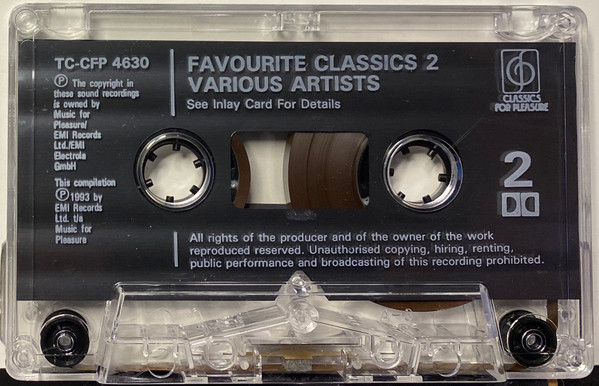 TC-CFP 4630
Ⓟ The copyright in
these sound recordings
is owned by
Music for
Pleasure/
EMI Records
Ltd./EMI
Electrola
GmbH
This compilation
Ⓟ 1993 by
EMI Records
Ltd. t/a
Music for
Pleasure
FAVOURITE CLASSICS 2
VARIOUS ARTISTS
See Inlay Card For Details
CLASSICS
FOR PLEASURE
2
All rights of the producer and of the owner of the work
reproduced reserved. Unauthorised copying, hiring, renting,
public performance and broadcasting of this recording prohibited.